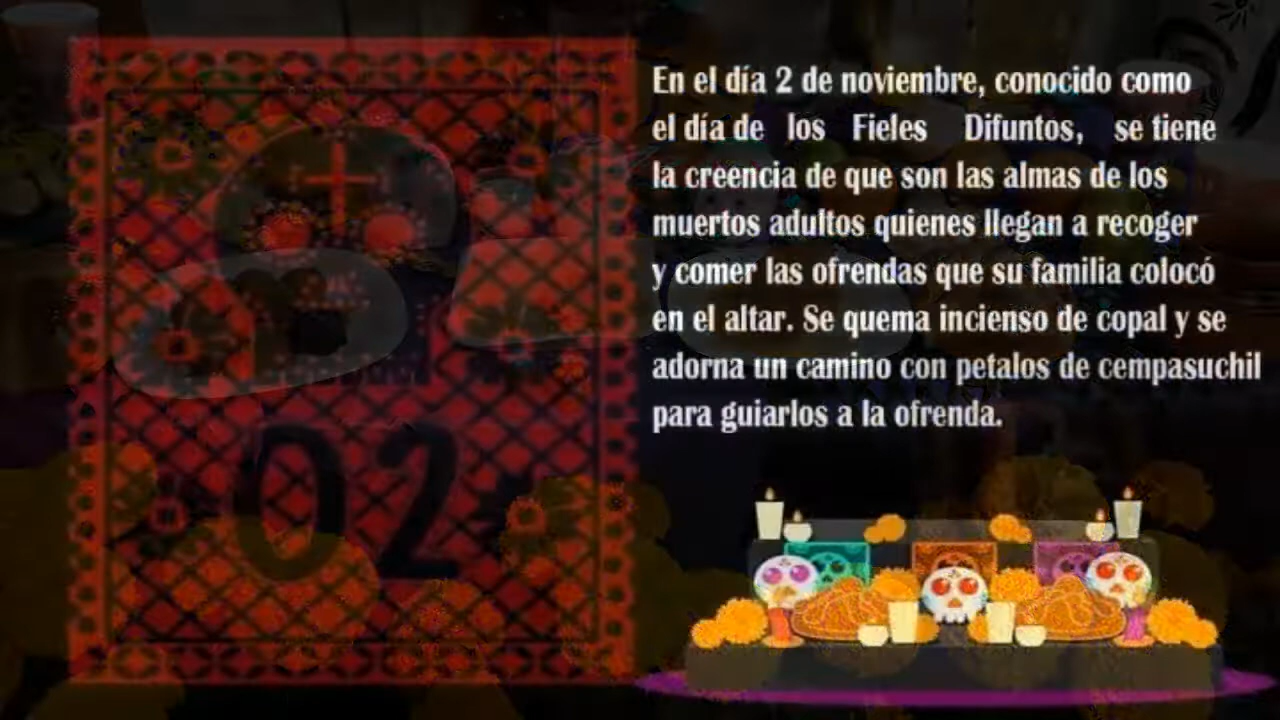 02
En el día 2 de noviembre, conocido como
el día de los Fieles Difuntos, se tiene
la creencia de que son las almas de los
muertos adultos quienes llegan a recoger
y comer las ofrendas que su familia colocó
en el altar. Se quema incienso de copal y se
adorna un camino con petalos de cempasuchil
para guiarlos a la ofrenda.